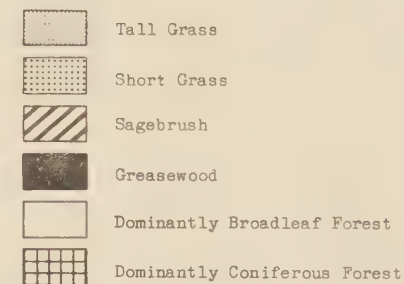 Tall Grass
Short Grass
Sagebrush
Greasewood
Dominantly Broadleaf Forest
Dominantly Coniferous Forest